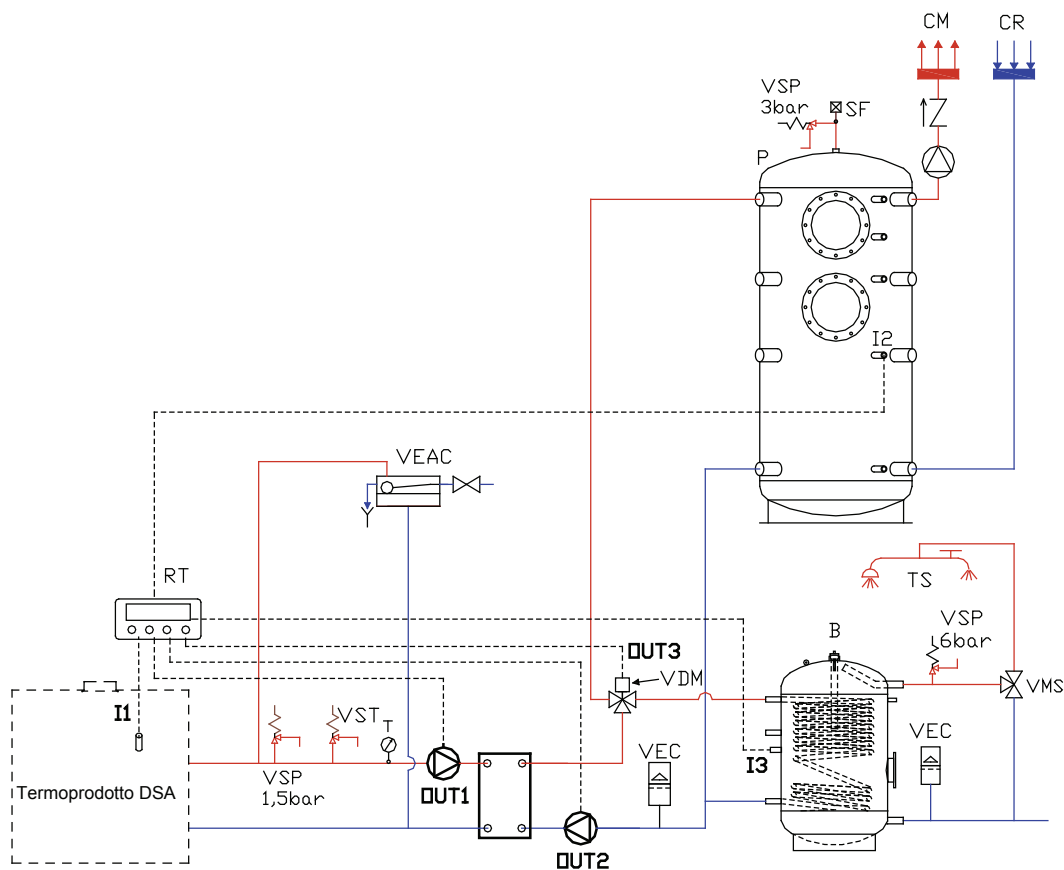 CM
CR
VSP
3bar
SF
P
I2
VEAC
RT
TS
VSP
6bar
B
OUT3
VDM
VMS
I1
VST
T
VEC
VEC
I3
VSP
1,5bar
Termoprodotto DSA
OUT1
OUT2